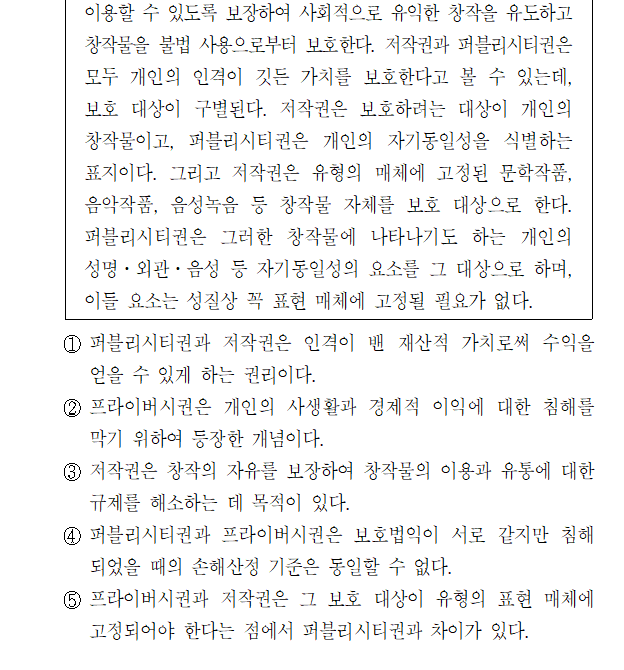 이용할 수 있도록 보장하여 사회적으로 유익한 창작을 유도하고
창작물을 불법 사용으로부터 보호한다. 저작권과 퍼블리시티권은
모두 개인의 인격이 깃든 가치를 보호한다고 볼 수 있는데,
보호 대상이 구별된다. 저작권은 보호하려는 대상이 개인의
창작물이고, 퍼블리시티권은 개인의 자기동일성을 식별하는
표지이다. 그리고 저작권은 유형의 매체에 고정된 문학작품,
음악작품, 음성녹음 등 창작물 자체를 보호 대상으로 한다.
퍼블리시티권은 그러한 창작물에 나타나기도 하는 개인의
성명·외관·음성 등 자기동일성의 요소를 그 대상으로 하며,
이들 요소는 성질상 꼭 표현 매체에 고정될 필요가 없다.
① 퍼블리시티권과 저작권은 인격이 밴 재산적 가치로써 수익을
얻을 수 있게 하는 권리이다.
② 프라이버시권은 개인의 사생활과 경제적 이익에 대한 침해를
막기 위하여 등장한 개념이다.
③ 저작권은 창작의 자유를 보장하여 창작물의 이용과 유통에 대한
규제를 해소하는 데 목적이 있다.
④ 퍼블리시티권과 프라이버시권은 보호법익이 서로 같지만 침해
되었을 때의 손해산정 기준은 동일할 수 없다.
⑤ 프라이버시권과 저작권은 그 보호 대상이 유형의 표현 매체에
고정되어야 한다는 점에서 퍼블리시티권과 차이가 있다.